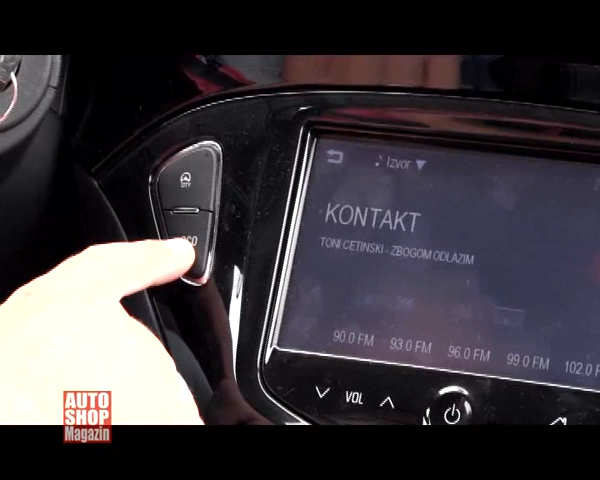 Izvor
CITY
KONTAKT
TONI CETINSKI - ZBOGOM ODLAZIM
90.0 FM 93.0 FM 96.0 FM 99.0 FM 102.0
VOL
AUTO
SHOP
Magazin